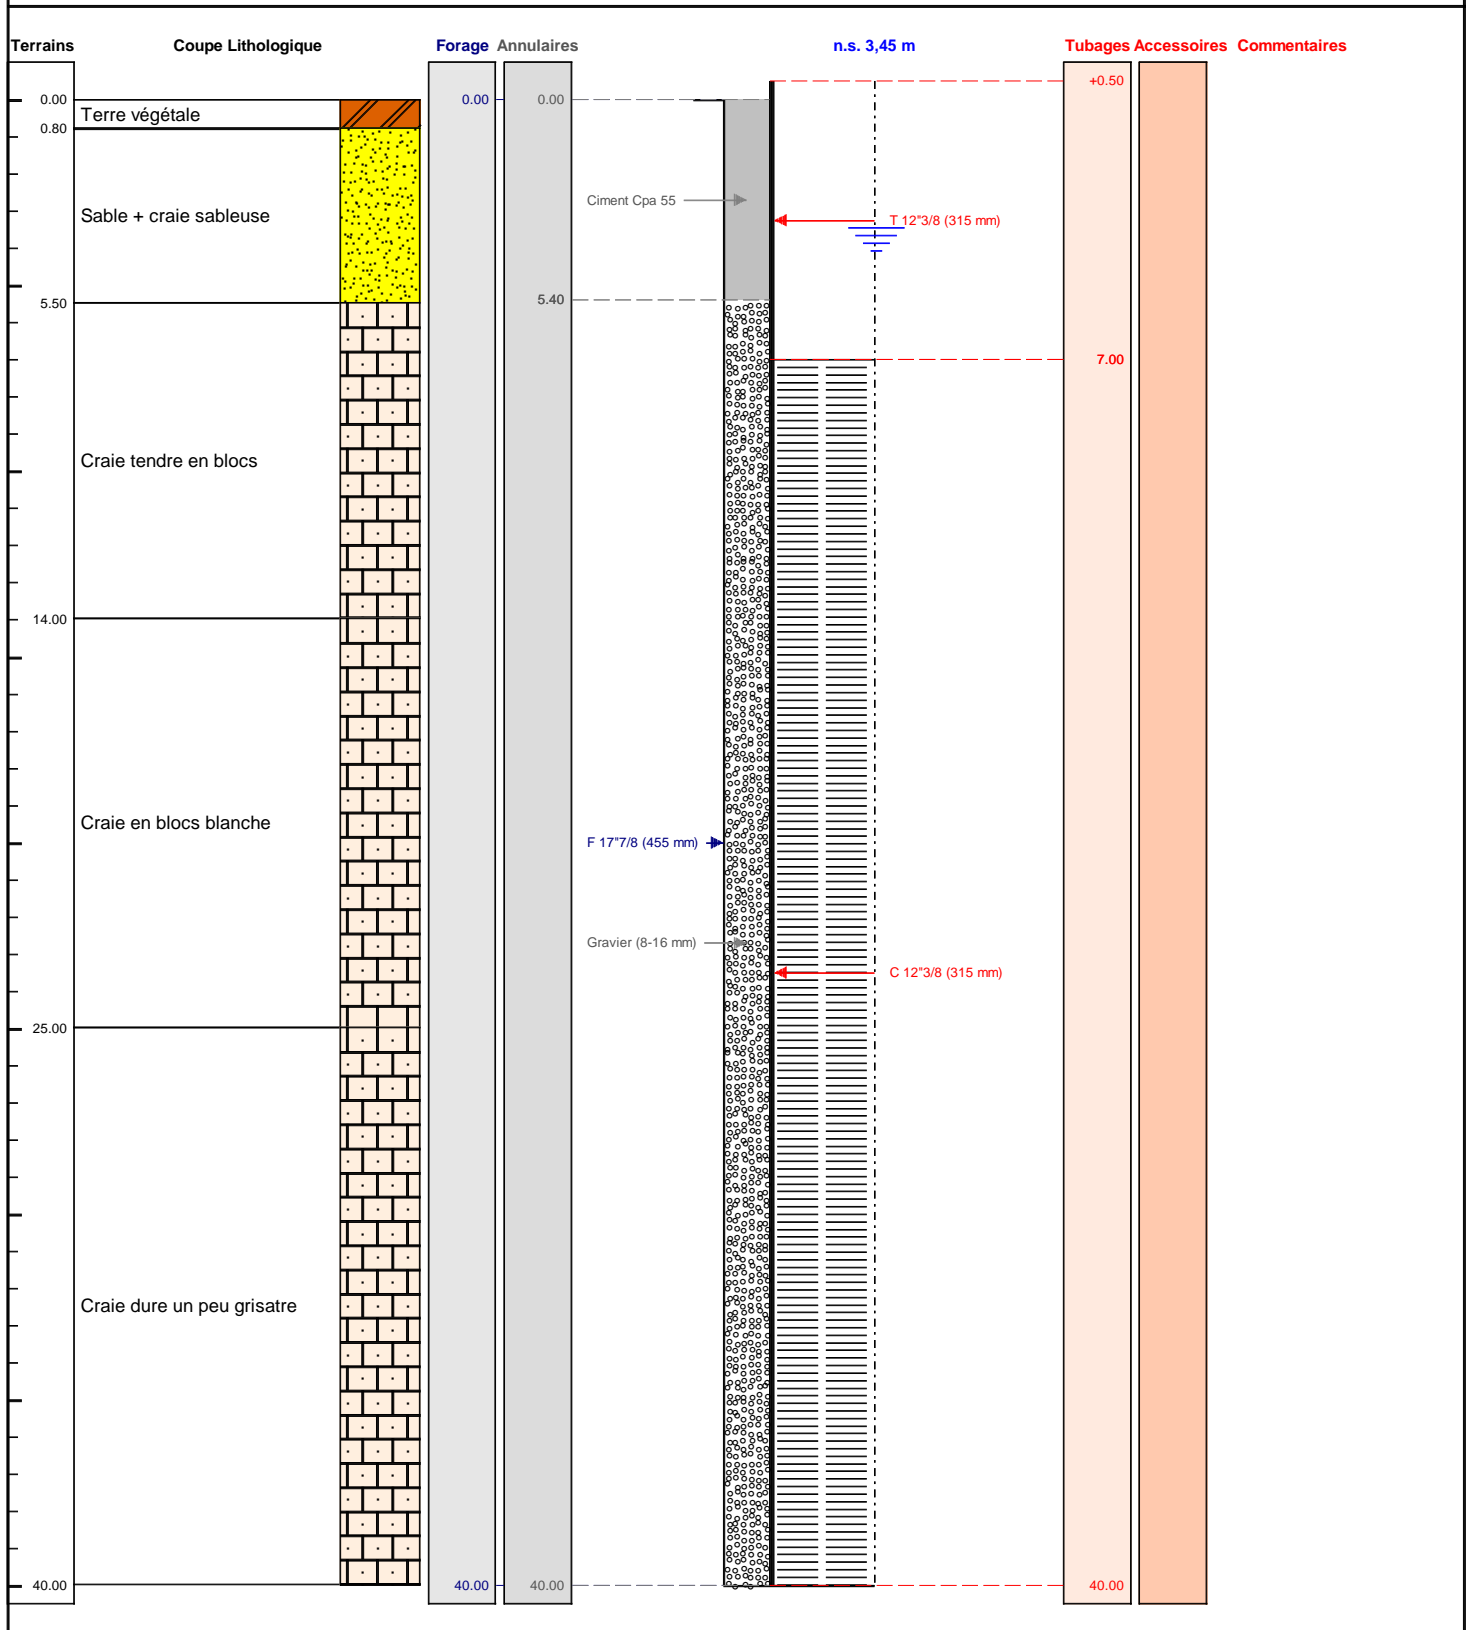 Terrains Coupe Lithologique Forage Annulaires n.s. 3,45 m Tubages Accessoires Commentaires
+0.50
0.00 0.00 0.00
Terre végétale
0.80
Ciment Cpa 55
Sable + craie sableuse
T 12"3/8 (315 mm)
5.50 5.40
7.00
Craie tendre en blocs
14.00
Craie en blocs blanche
F 17"7/8 (455 mm)
Gravier (8-16 mm)
C 12"3/8 (315 mm)
25.00
Craie dure un peu grisatre
40.00 40.00 40.00 40.00